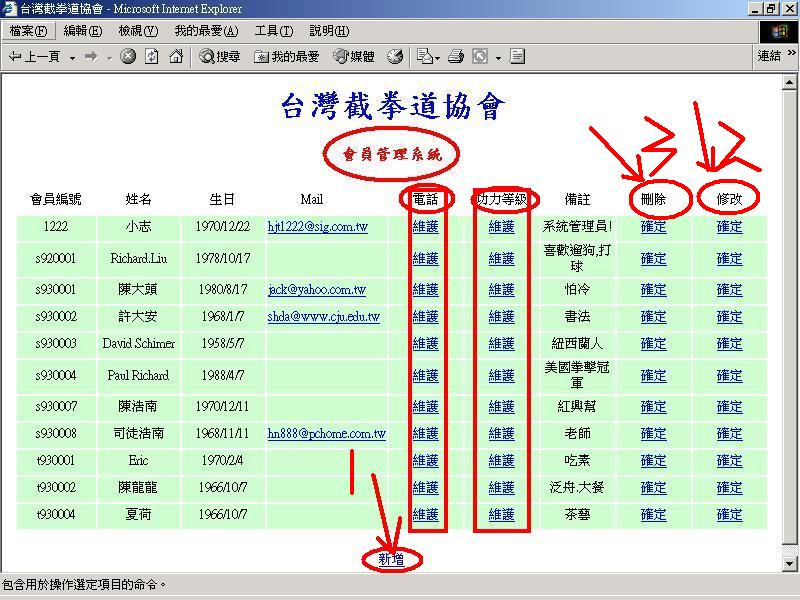 台灣截拳道協會 - Microsoft Internet Explorer
檔案(F) 編輯(E) 檢視(V) 我的最愛(A) 工具(T) 說明(H)
上一頁 搜尋 我的最愛 媒體 連結 »
台灣截拳道協會
會員管理系統
3 2
會員編號 姓名 生日 Mail 電話 功力等級 備註 刪除 修改
1222 小志 1970/12/22 hjt1222@sig.com.tw 維護 維護 系統管理員! 確定 確定
s920001 Richard.Liu 1978/10/17 維護 維護 喜歡遛狗,打球 確定 確定
s930001 陳大頭 1980/8/17 jack@yahoo.com.tw 維護 維護 怕冷 確定 確定
s930002 許大安 1968/1/7 shda@www.cju.edu.tw 維護 維護 書法 確定 確定
s930003 David Schimer 1958/5/7 維護 維護 紐西蘭人 確定 確定
s930004 Paul Richard 1988/4/7 維護 維護 美國拳擊冠軍 確定 確定
s930007 陳浩南 1970/12/11 維護 維護 紅興幫 確定 確定
s930008 司徒浩南 1968/11/11 hn888@pchome.com.tw 維護 維護 老師 確定 確定
t930001 Eric 1970/2/4 維護 維護 吃素 確定 確定
t930002 陳龍龍 1966/10/7 維護 維護 泛舟.大餐 確定 確定
t930004 夏荷 1966/10/7 維護 維護 茶藝 確定 確定
1
新增
包含用於操作選定項目的命令。